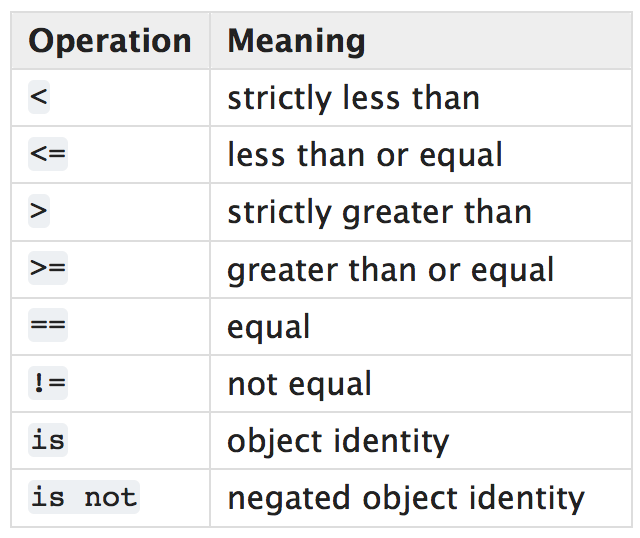 Operation Meaning
< strictly less than
<= less than or equal
> strictly greater than
>= greater than or equal
== equal
!= not equal
is object identity
is not negated object identity